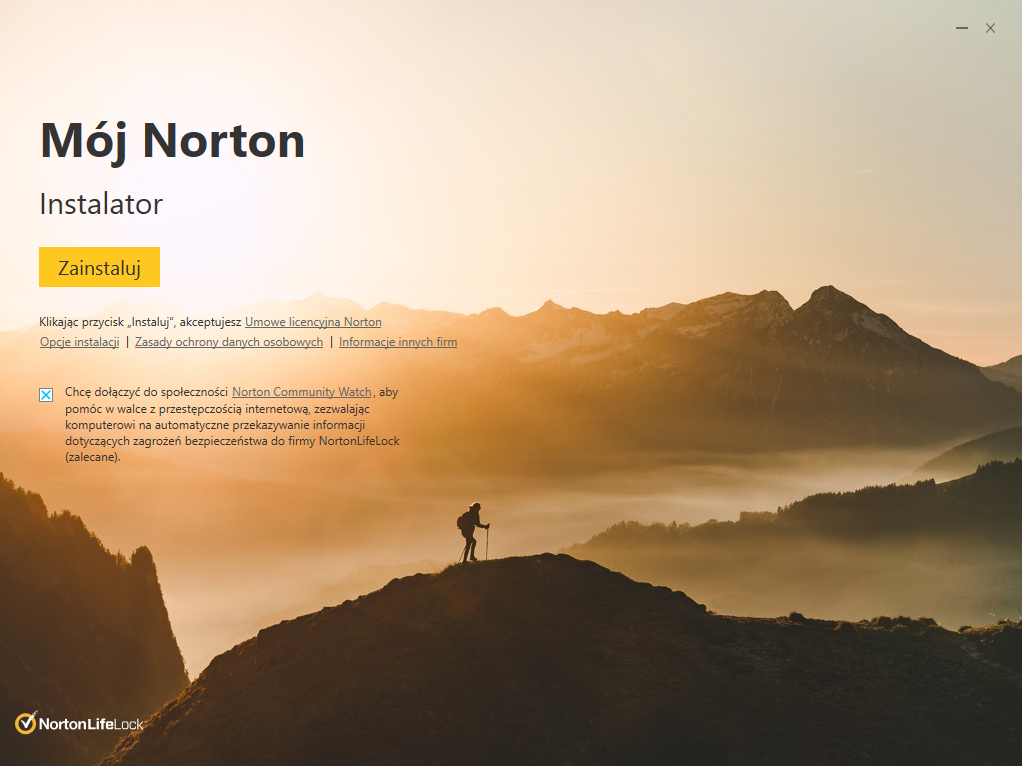 Mój Norton
Instalator
Zainstaluj
Klikając przycisk „Instaluj”, akceptujesz Umowe licencyjną Norton
Opcje instalacji | Zasady ochrony danych osobowych | Informacje innych firm
Chcę dołączyć do społeczności Norton Community Watch, aby
pomóc w walce z przestępczością internetową, zezwalając
komputerowi na automatyczne przekazywanie informacji
dotyczących zagrożeń bezpieczeństwa do firmy NortonLifeLock
(zalecane).
NortonLifeLock